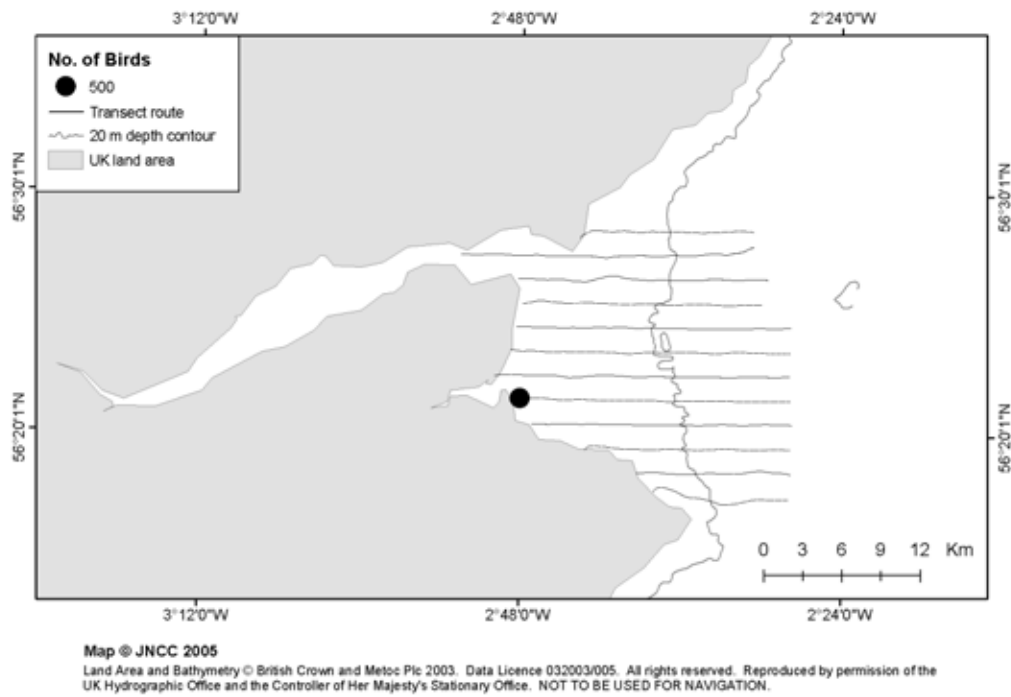 3°12'0"W 2°48'0"W 2°24'0"W
No. of Birds
500
Transect route
20 m depth contour
UK land area
56°30'1"N
56°30'1"N
56°20'1"N
56°20'1"N
0 3 6 9 12 Km
3°12'0"W 2°48'0"W 2°24'0"W
Map © JNCC 2005
Land Area and Bathymetry © British Crown and Metoc Plc 2003. Data Licence 032003/005. All rights reserved. Reproduced by permission of the
UK Hydrographic Office and the Controller of Her Majesty's Stationary Office. NOT TO BE USED FOR NAVIGATION.